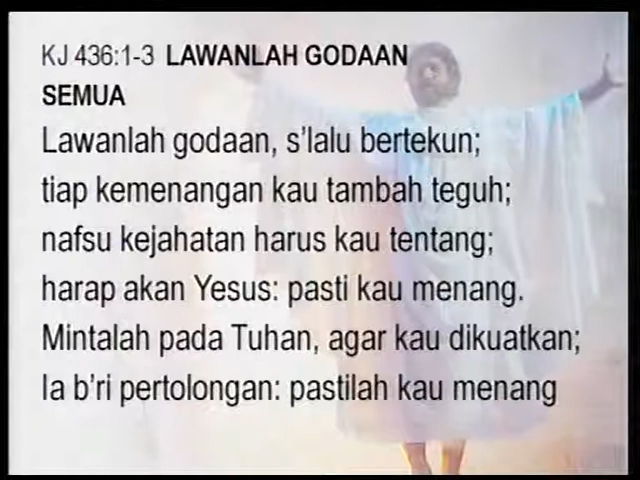 KJ 436:1-3 LAWANLAH GODAAN
SEMUA
Lawanlah godaan, s'lalu bertekun;
tiap kemenangan kau tambah teguh;
nafsu kejahatan harus kau tentang;
harap akan Yesus: pasti kau menang.
Mintalah pada Tuhan, agar kau dikuatkan;
Ia b'ri pertolongan: pastilah kau menang